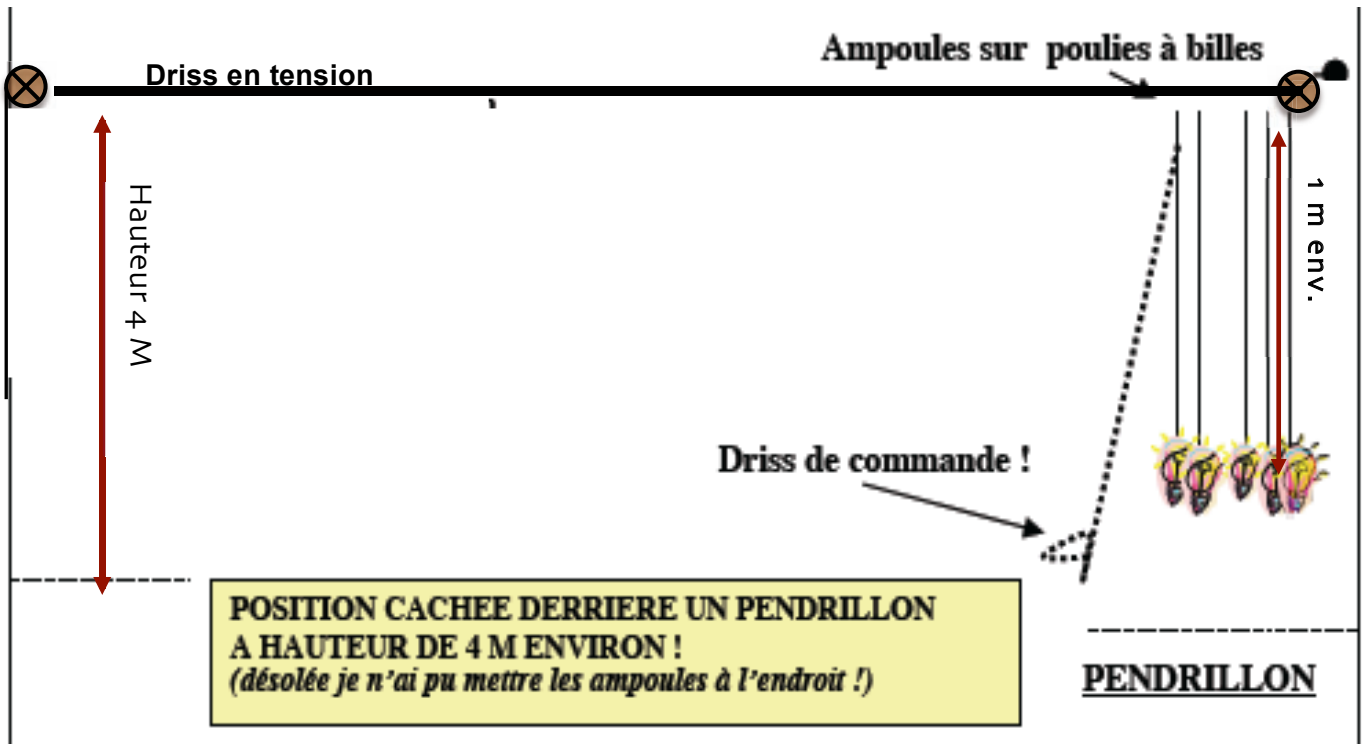 Ampoules sur poulies à billes
Driss en tension
Hauteur 4 M
1 m env.
Driss de commande !
POSITION CACHEE DERRIERE UN PENDRILLON
A HAUTEUR DE 4 M ENVIRON !
(désolée je n'ai pu mettre les ampoules à l'endroit !)
PENDRILLON